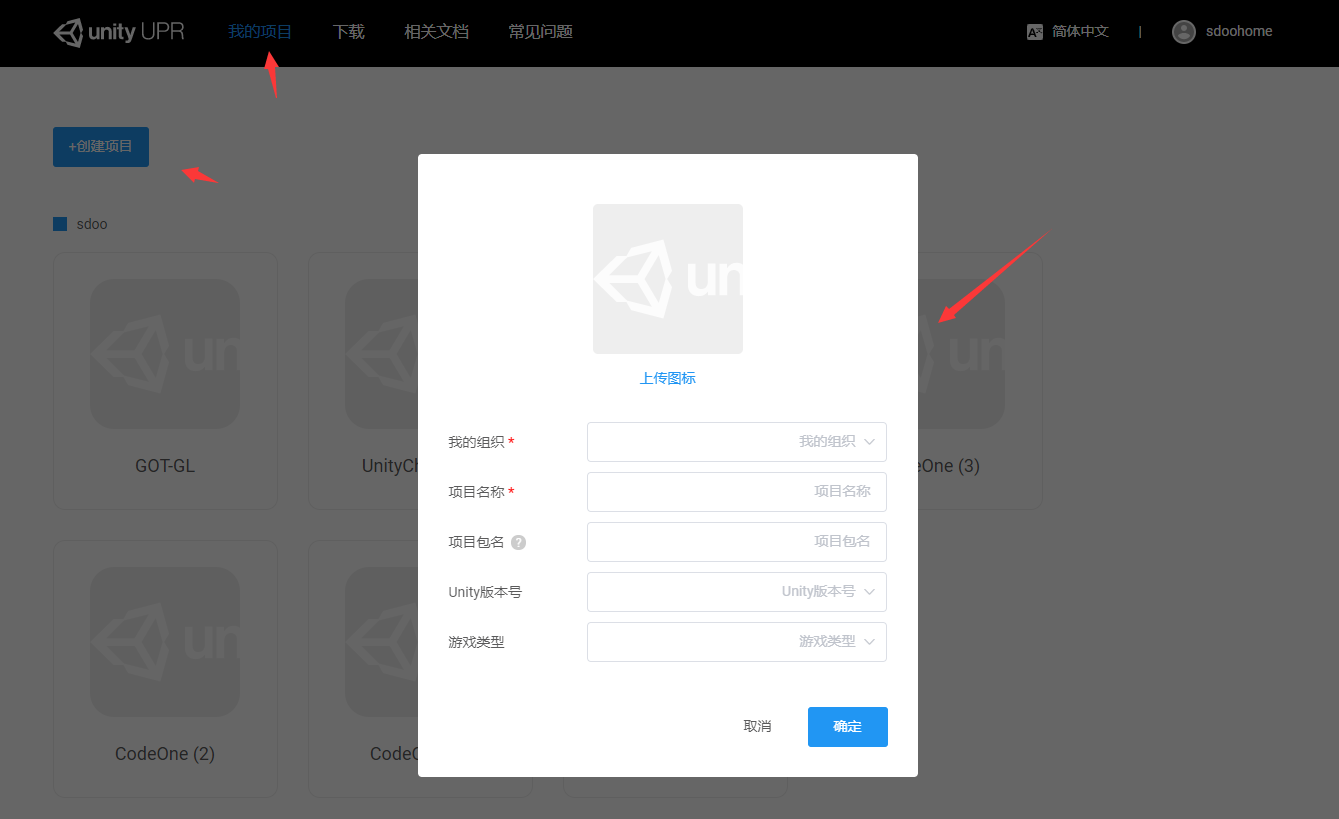 unity UPR 我的项目 下载 相关文档 常见问题 简体中文 | sdoohome
+创建项目
sdoo
un
上传图标
我的组织 * 我的组织
项目名称 * 项目名称
项目包名 ? 项目包名
Unity版本号 Unity版本号
游戏类型 游戏类型
取消 确定
un un
GOT-GL UnityCh eOne (3)
un
CodeOne (2) CodeO